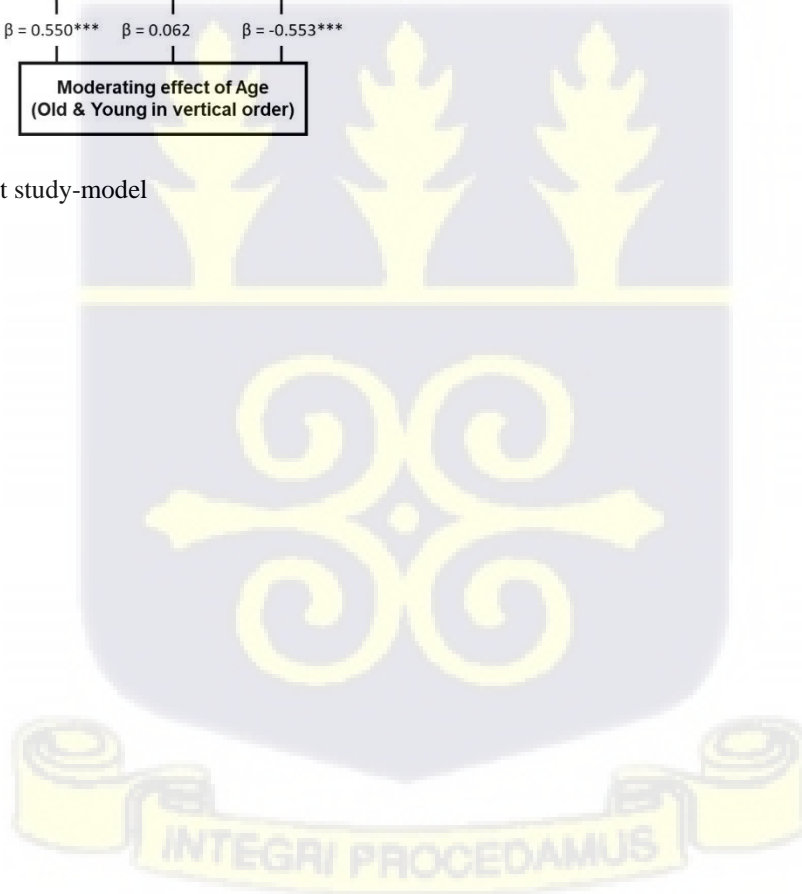 β = 0.550*** β = 0.062 β = -0.553***
Moderating effect of Age
(Old & Young in vertical order)
t study-model
INTEGRI PROCEDAMUS